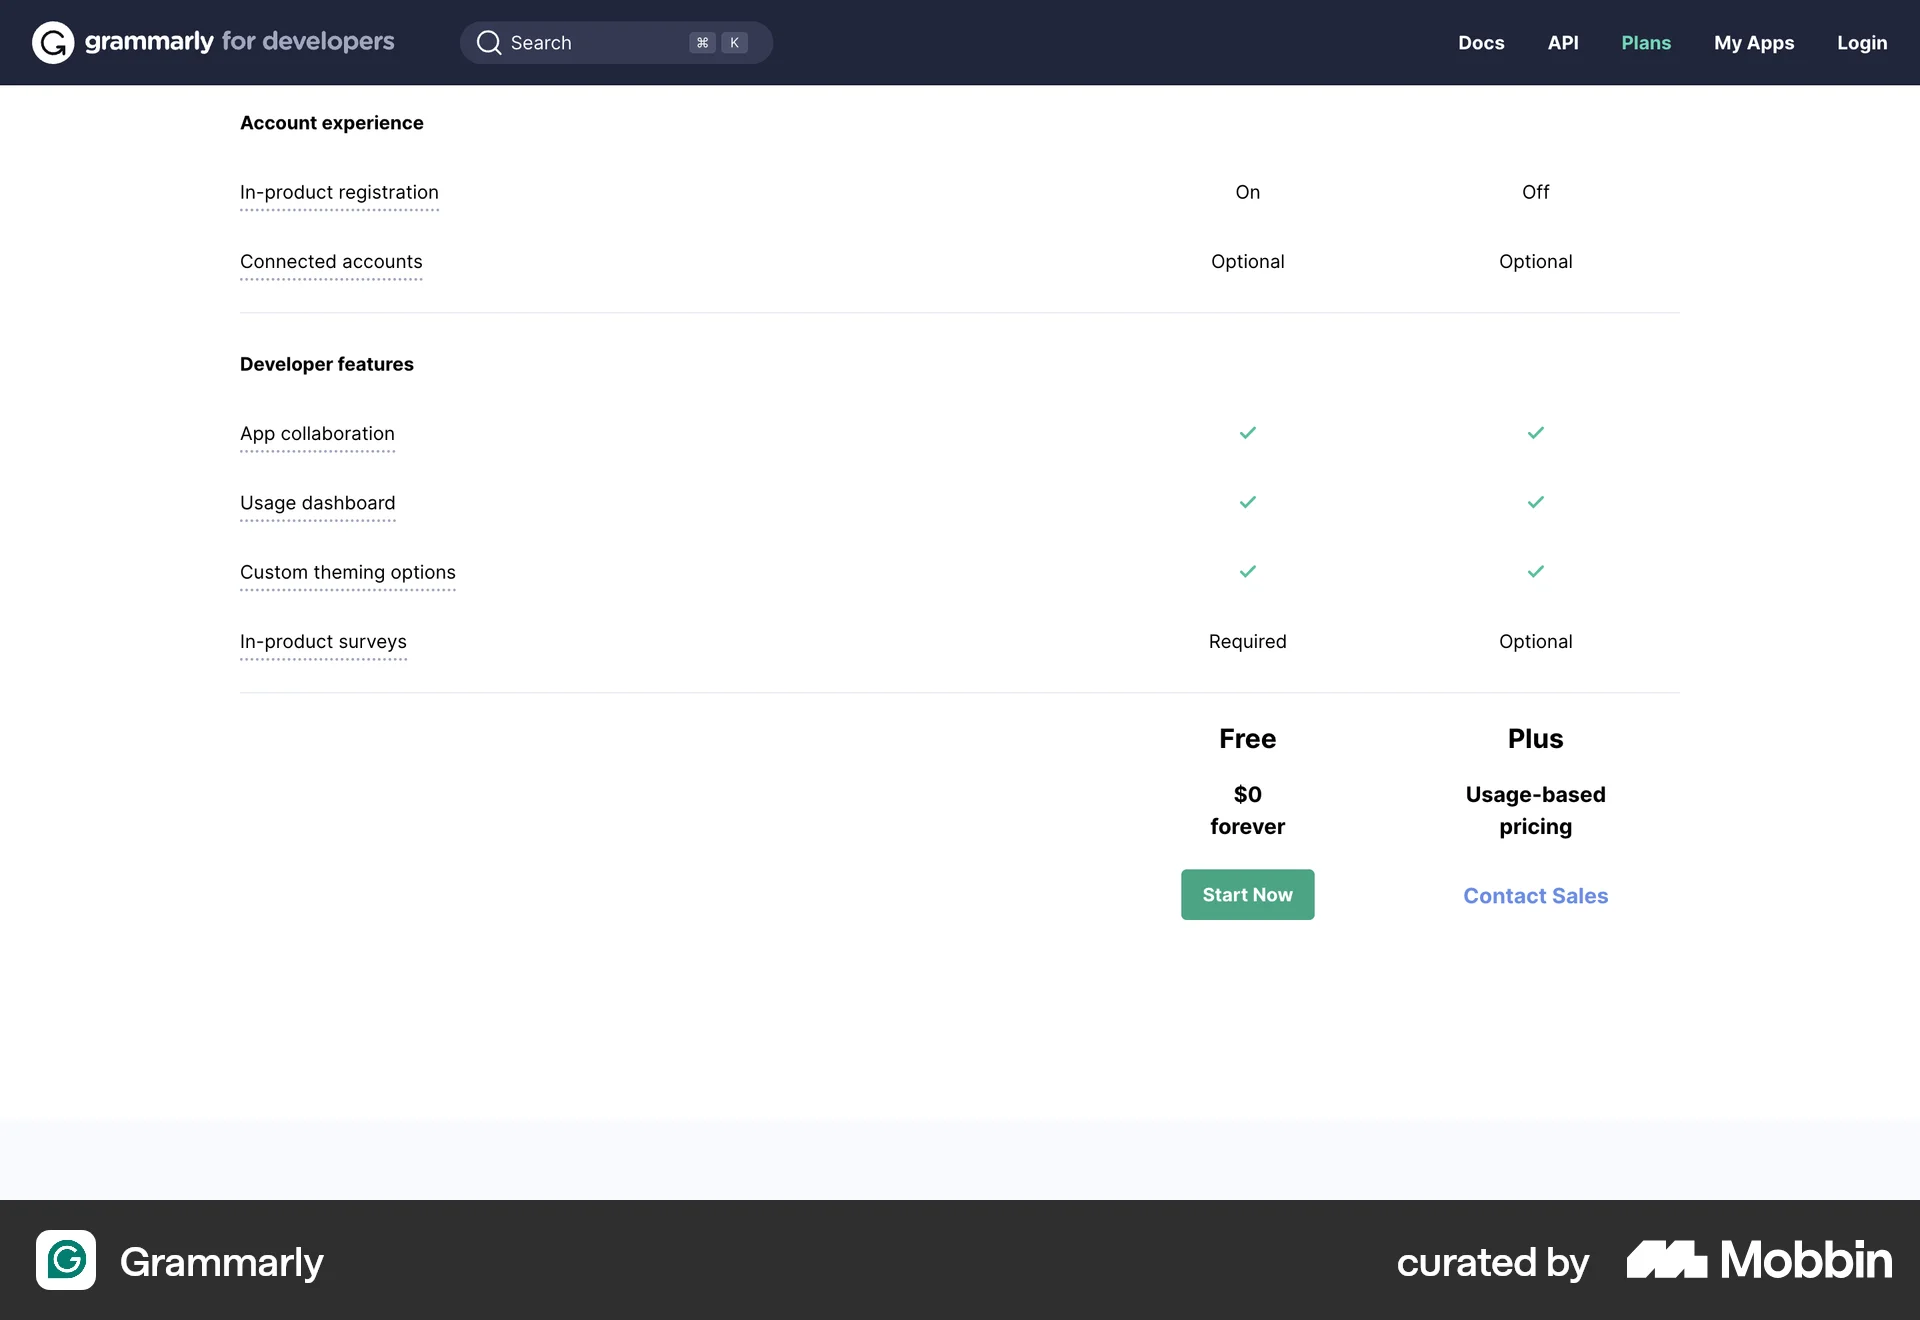 grammarly for developers
Search ⌘ K
Docs API Plans My Apps Login
Account experience
In-product registration On Off
Connected accounts Optional Optional
Developer features
App collaboration ✓ ✓
Usage dashboard ✓ ✓
Custom theming options ✓ ✓
In-product surveys Required Optional
Free Plus
$0 Usage-based
forever pricing
Start Now Contact Sales
Grammarly curated by Mobbin